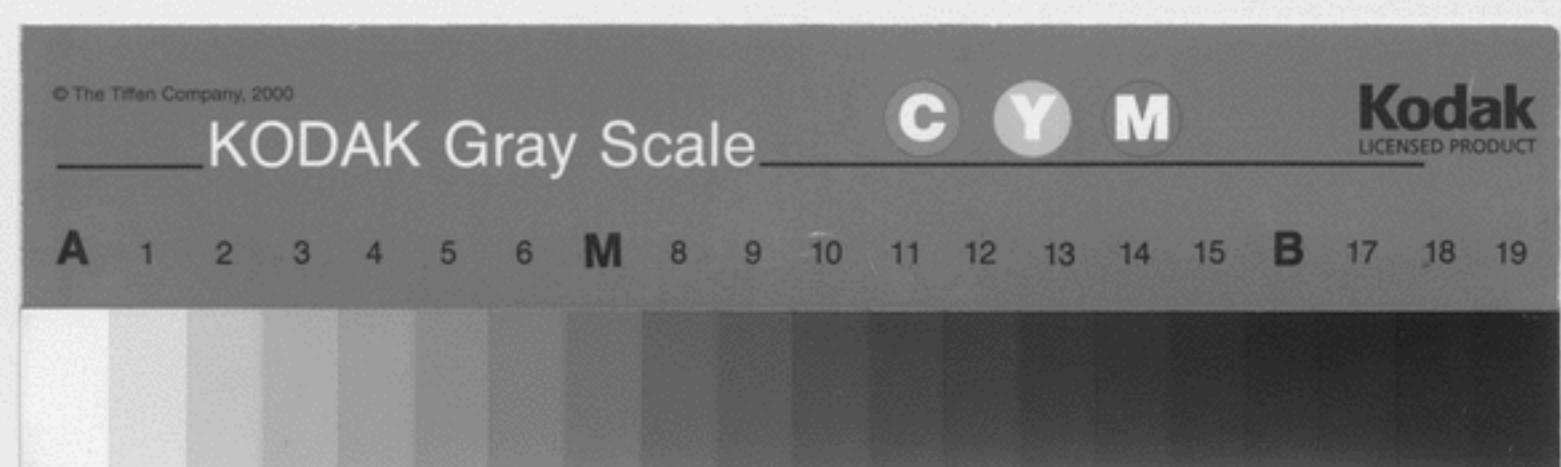 © The Tiffen Company, 2000
KODAK Gray Scale
C Y M
Kodak
LICENSED PRODUCT
A 1 2 3 4 5 6 M 8 9 10 11 12 13 14 15 B 17 18 19